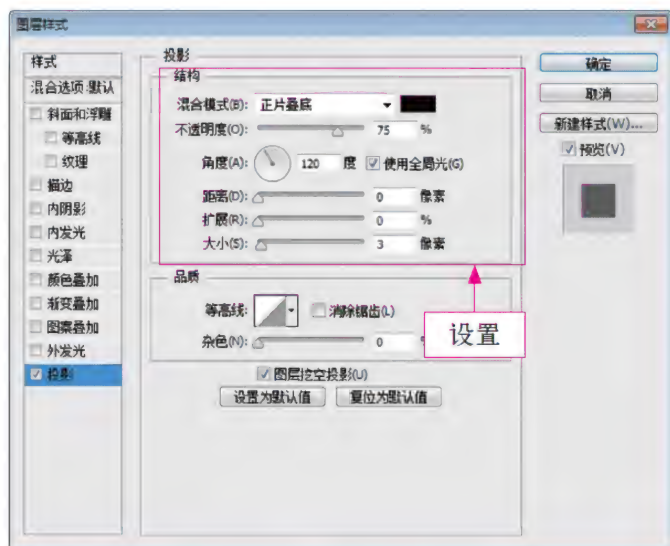 图层样式
样式
混合选项:默认
斜面和浮雕
等高线
纹理
描边
内阴影
内发光
光泽
颜色叠加
渐变叠加
图案叠加
外发光
投影
投影
结构
混合模式(B): 正片叠底
不透明度(O): 75 %
角度(A): 120 度 使用全局光(G)
距离(D): 0 像素
扩展(R): 0 %
大小(S): 3 像素
品质
等高线: 消除锯齿(L)
杂色(N): 0
设置
图层挖空投影(U)
设置为默认值 复位为默认值
确定
取消
新建样式(W)...
预览(V)